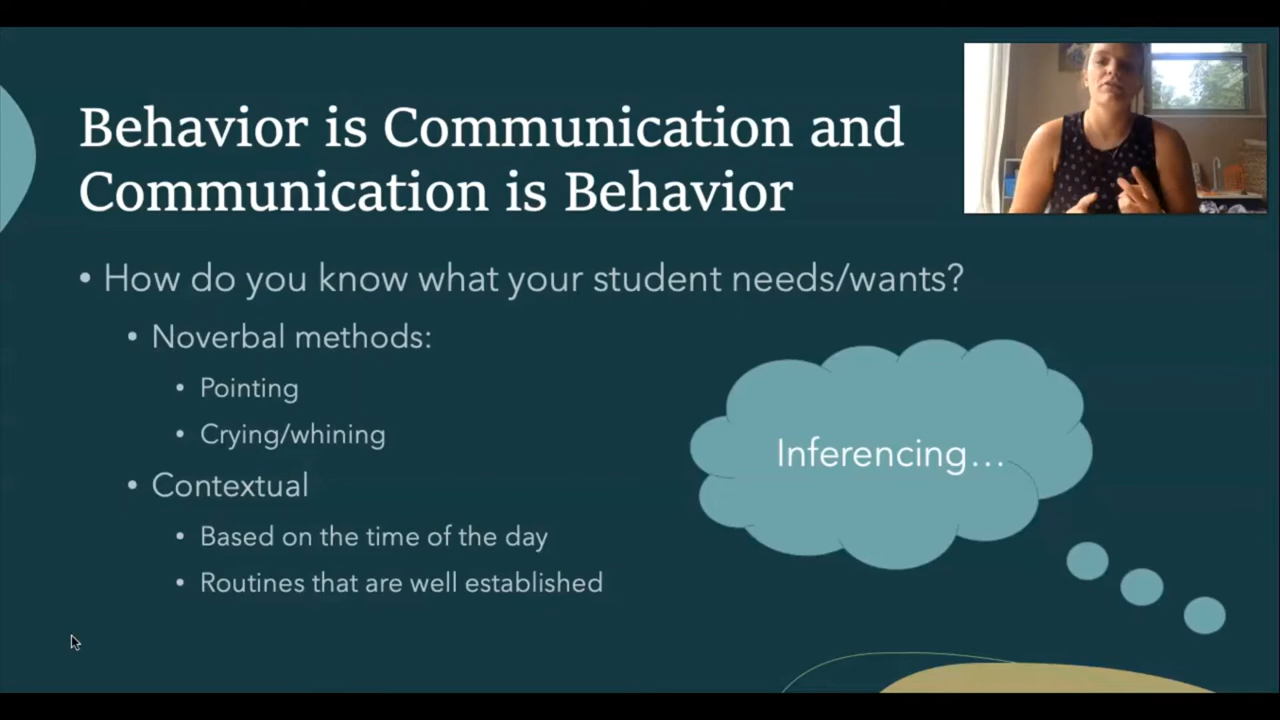 Behavior is Communication and
Communication is Behavior
• How do you know what your student needs/wants?
• Noverbal methods:
• Pointing
• Crying/whining
• Contextual
• Based on the time of the day
• Routines that are well established
Inferencing...